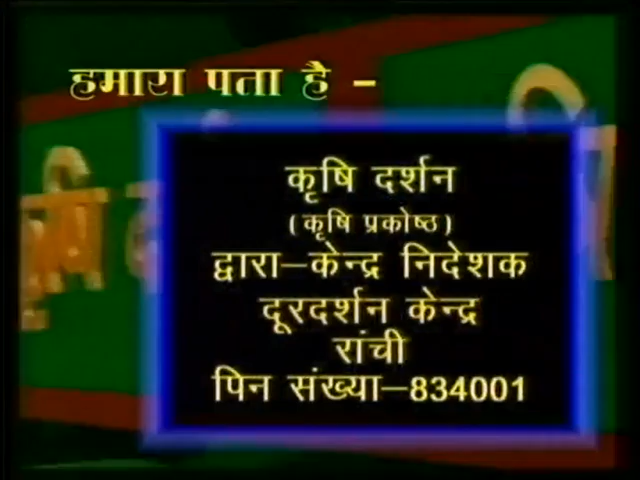 हमारा पता है -
कृषि दर्शन
(कृषि प्रकोष्ठ)
द्वारा-केन्द्र निदेशक
दूरदर्शन केन्द्र
रांची
पिन संख्या-834001
कृषि